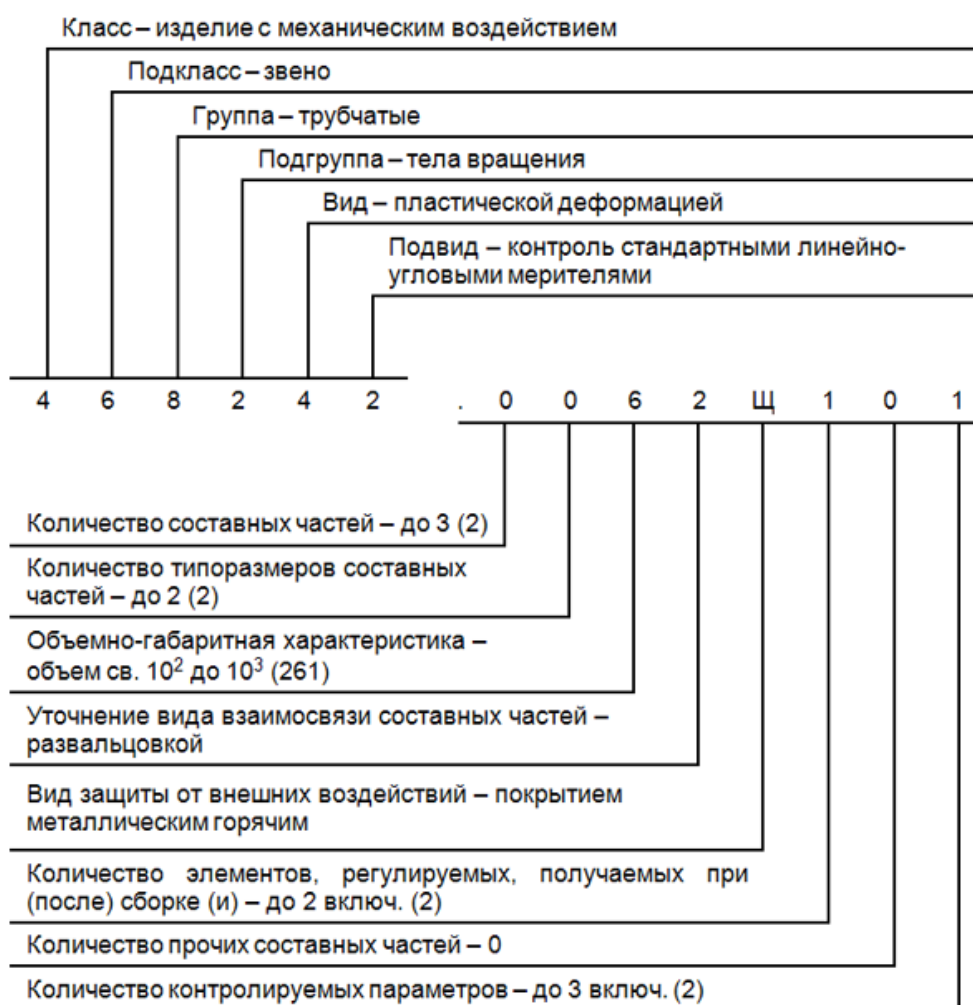 Класс – изделие с механическим воздействием
Подкласс – звено
Группа – трубчатые
Подгруппа – тела вращения
Вид – пластической деформацией
Подвид – контроль стандартными линейно-
угловыми мерителями
4 6 8 2 4 2 . 0 0 6 2 Щ 1 0 1
Количество составных частей – до 3 (2)
Количество типоразмеров составных
частей – до 2 (2)
Объемно-габаритная характеристика –
объем св. 10² до 10³ (261)
Уточнение вида взаимосвязи составных частей –
развальцовкой
Вид защиты от внешних воздействий – покрытием
металлическим горячим
Количество элементов, регулируемых, получаемых при
(после) сборке (и) – до 2 включ. (2)
Количество прочих составных частей – 0
Количество контролируемых параметров – до 3 включ. (2)